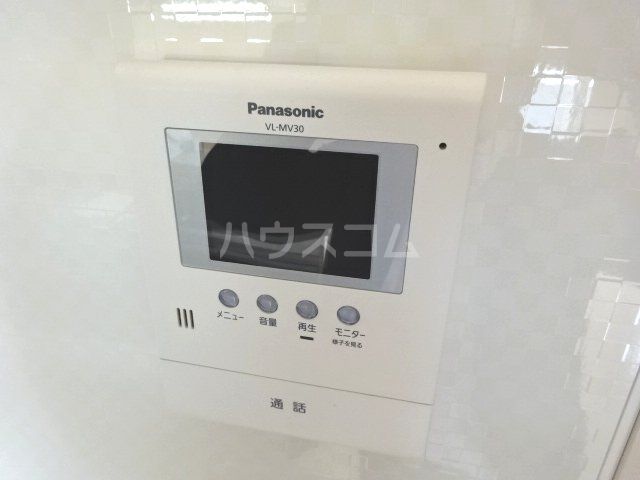 Panasonic
VL-MV30
ハウスコム
メニュー
音量
再生
モニター
様子を見る
通話